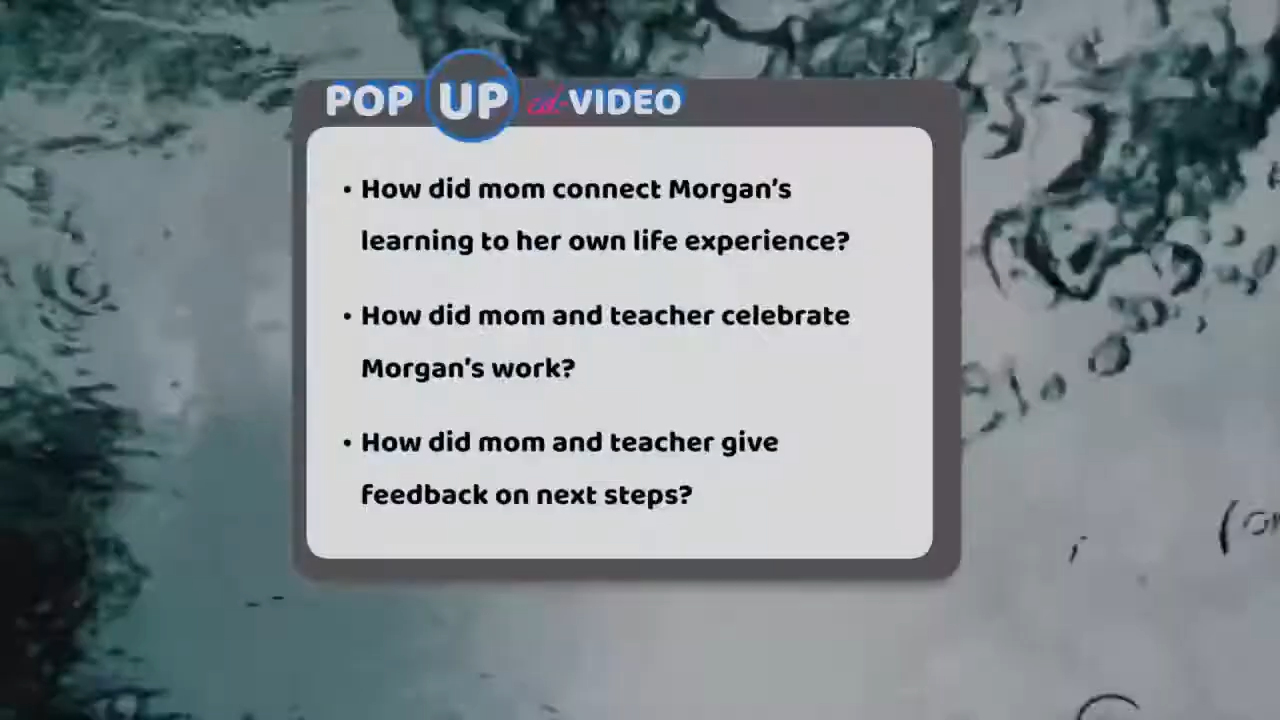 POP UP ed-VIDEO
• How did mom connect Morgan's
learning to her own life experience?
• How did mom and teacher celebrate
Morgan's work?
• How did mom and teacher give
feedback on next steps?